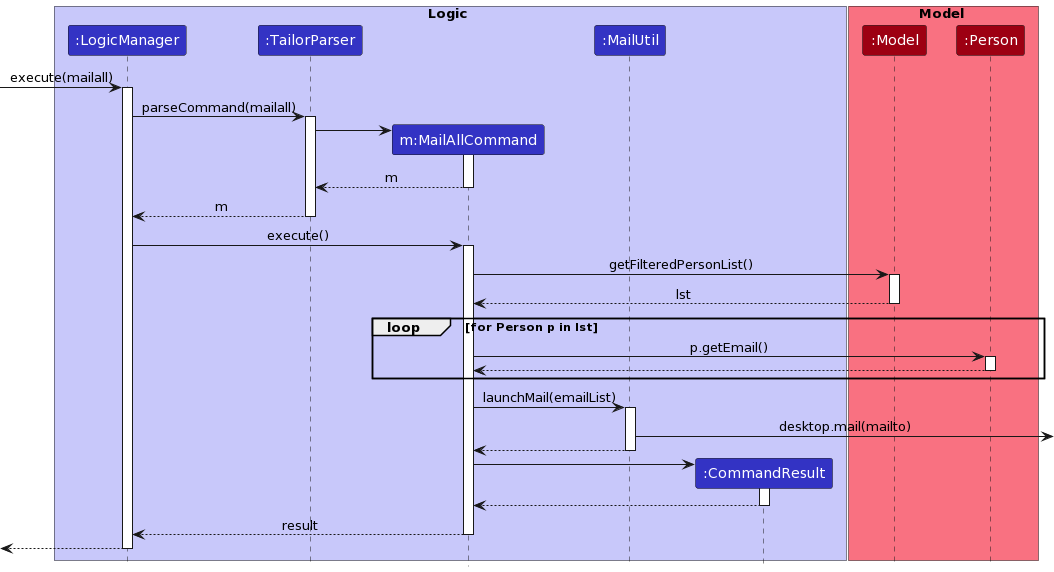 Logic
Model
:LogicManager
:TailorParser
:MailUtil
:Model
:Person
execute(mailall)
parseCommand(mailall)
m:MailAllCommand
m
m
execute()
getFilteredPersonList()
lst
loop
[for Person p in lst]
p.getEmail()
launchMail(emailList)
desktop.mail(mailto)
:CommandResult
result